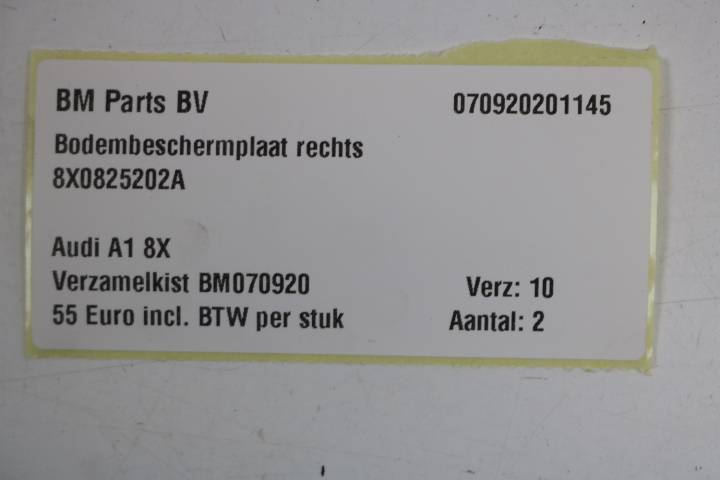 BM Parts BV 070920201145
Bodembeschermplaat rechts
8X0825202A
Audi A1 8X
Verzamelkist BM070920 Verz: 10
55 Euro incl. BTW per stuk Aantal: 2